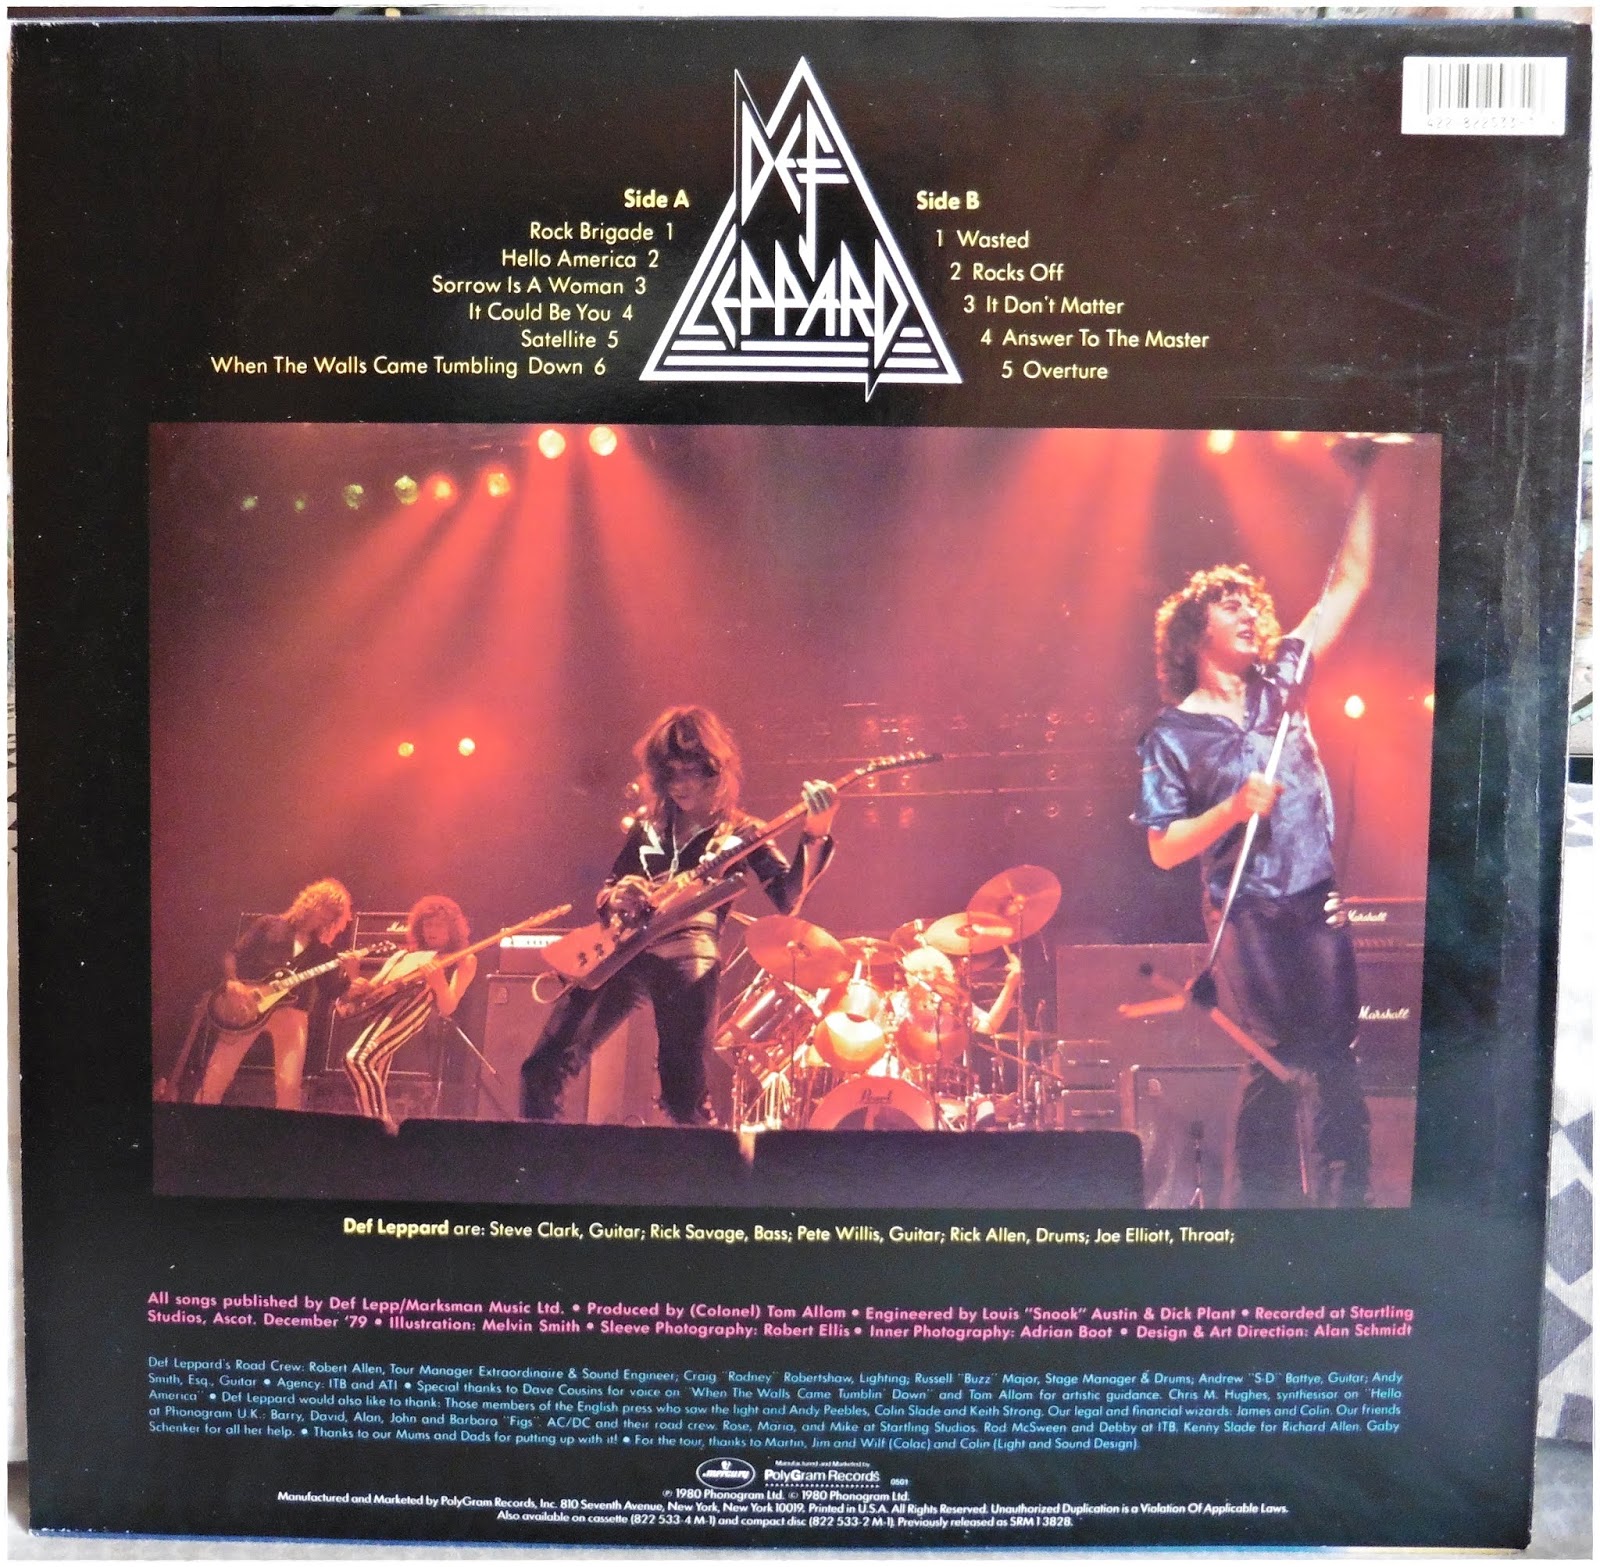 DEF
LEPPARD
422 822533-1
Side A
Rock Brigade 1
Hello America 2
Sorrow Is A Woman 3
It Could Be You 4
Satellite 5
When The Walls Came Tumbling Down 6
Side B
1 Wasted
2 Rocks Off
3 It Don't Matter
4 Answer To The Master
5 Overture
Marshall
Marshall
Pearl
Def Leppard are: Steve Clark, Guitar; Rick Savage, Bass; Pete Willis, Guitar; Rick Allen, Drums; Joe Elliott, Throat;
All songs published by Def Lepp/Marksman Music Ltd. • Produced by (Colonel) Tom Allom • Engineered by Louis "Snook" Austin & Dick Plant • Recorded at Startling
Studios, Ascot. December '79 • Illustration: Melvin Smith • Sleeve Photography: Robert Ellis • Inner Photography: Adrian Boot • Design & Art Direction: Alan Schmidt
Def Leppard's Road Crew: Robert Allen, Tour Manager Extraordinaire & Sound Engineer; Craig "Rodney" Robertshaw, Lighting; Russell "Buzz" Major, Stage Manager & Drums; Andrew "S-D" Battye, Guitar; Andy
Smith, Esq., Guitar • Agency: ITB and ATI • Special thanks to Dave Cousins for voice on "When The Walls Came Tumblin' Down" and Tom Allom for artistic guidance. Chris M. Hughes, synthesisor on "Hello
America" • Def Leppard would also like to thank: Those members of the English press who saw the light and Andy Peebles, Colin Slade and Keith Strong. Our legal and financial wizards: James and Colin. Our friends
at Phonogram U.K.: Barry, David, Alan, John and Barbara "Figs". AC/DC and their road crew. Rose, Maria, and Mike at Startling Studios. Rod McSween and Debby at ITB. Kenny Slade for Richard Allen. Gaby
Schenker for all her help. • Thanks to our Mums and Dads for putting up with it! • For the tour, thanks to Martin, Jim and Wilf (Colac) and Colin (Light and Sound Design)
mercury
Manufactured and Marketed by
PolyGram Records
0501
℗ 1980 Phonogram Ltd. © 1980 Phonogram Ltd.
Manufactured and Marketed by PolyGram Records, Inc. 810 Seventh Avenue, New York, New York 10019. Printed in U.S.A. All Rights Reserved. Unauthorized Duplication is a Violation Of Applicable Laws.
Also available on cassette (822 533-4 M-1) and compact disc (822 533-2 M-1). Previously released as SRM 1 3828.